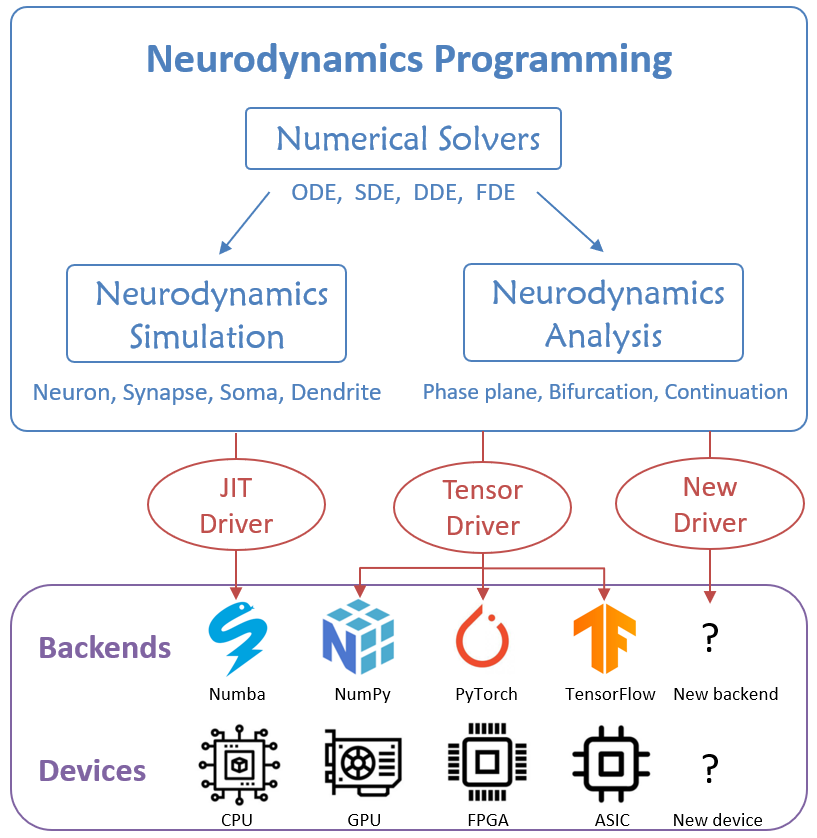 Neurodynamics Programming
Numerical Solvers
ODE, SDE, DDE, FDE
Neurodynamics
Simulation
Neurodynamics
Analysis
Neuron, Synapse, Soma, Dendrite
Phase plane, Bifurcation, Continuation
JIT
Driver
Tensor
Driver
New
Driver
Backends
?
Numba
NumPy
PyTorch
TensorFlow
New backend
Devices
?
CPU
GPU
FPGA
ASIC
New device